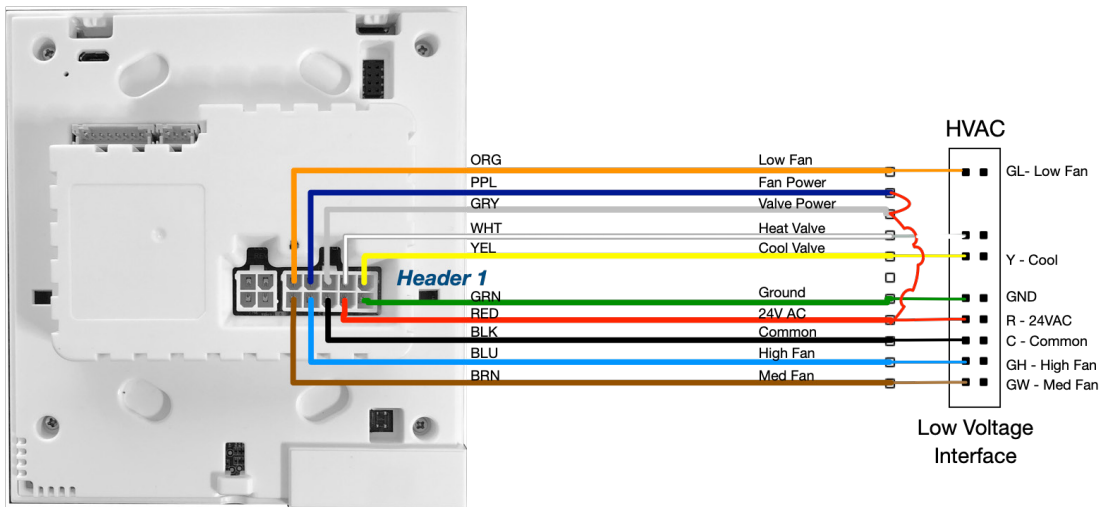 HVAC
ORG Low Fan GL- Low Fan
PPL Fan Power
GRY Valve Power
WHT Heat Valve
YEL Cool Valve Y - Cool
Header 1
GRN Ground GND
RED 24V AC R - 24VAC
BLK Common C - Common
BLU High Fan GH - High Fan
BRN Med Fan GW - Med Fan
Low Voltage
Interface